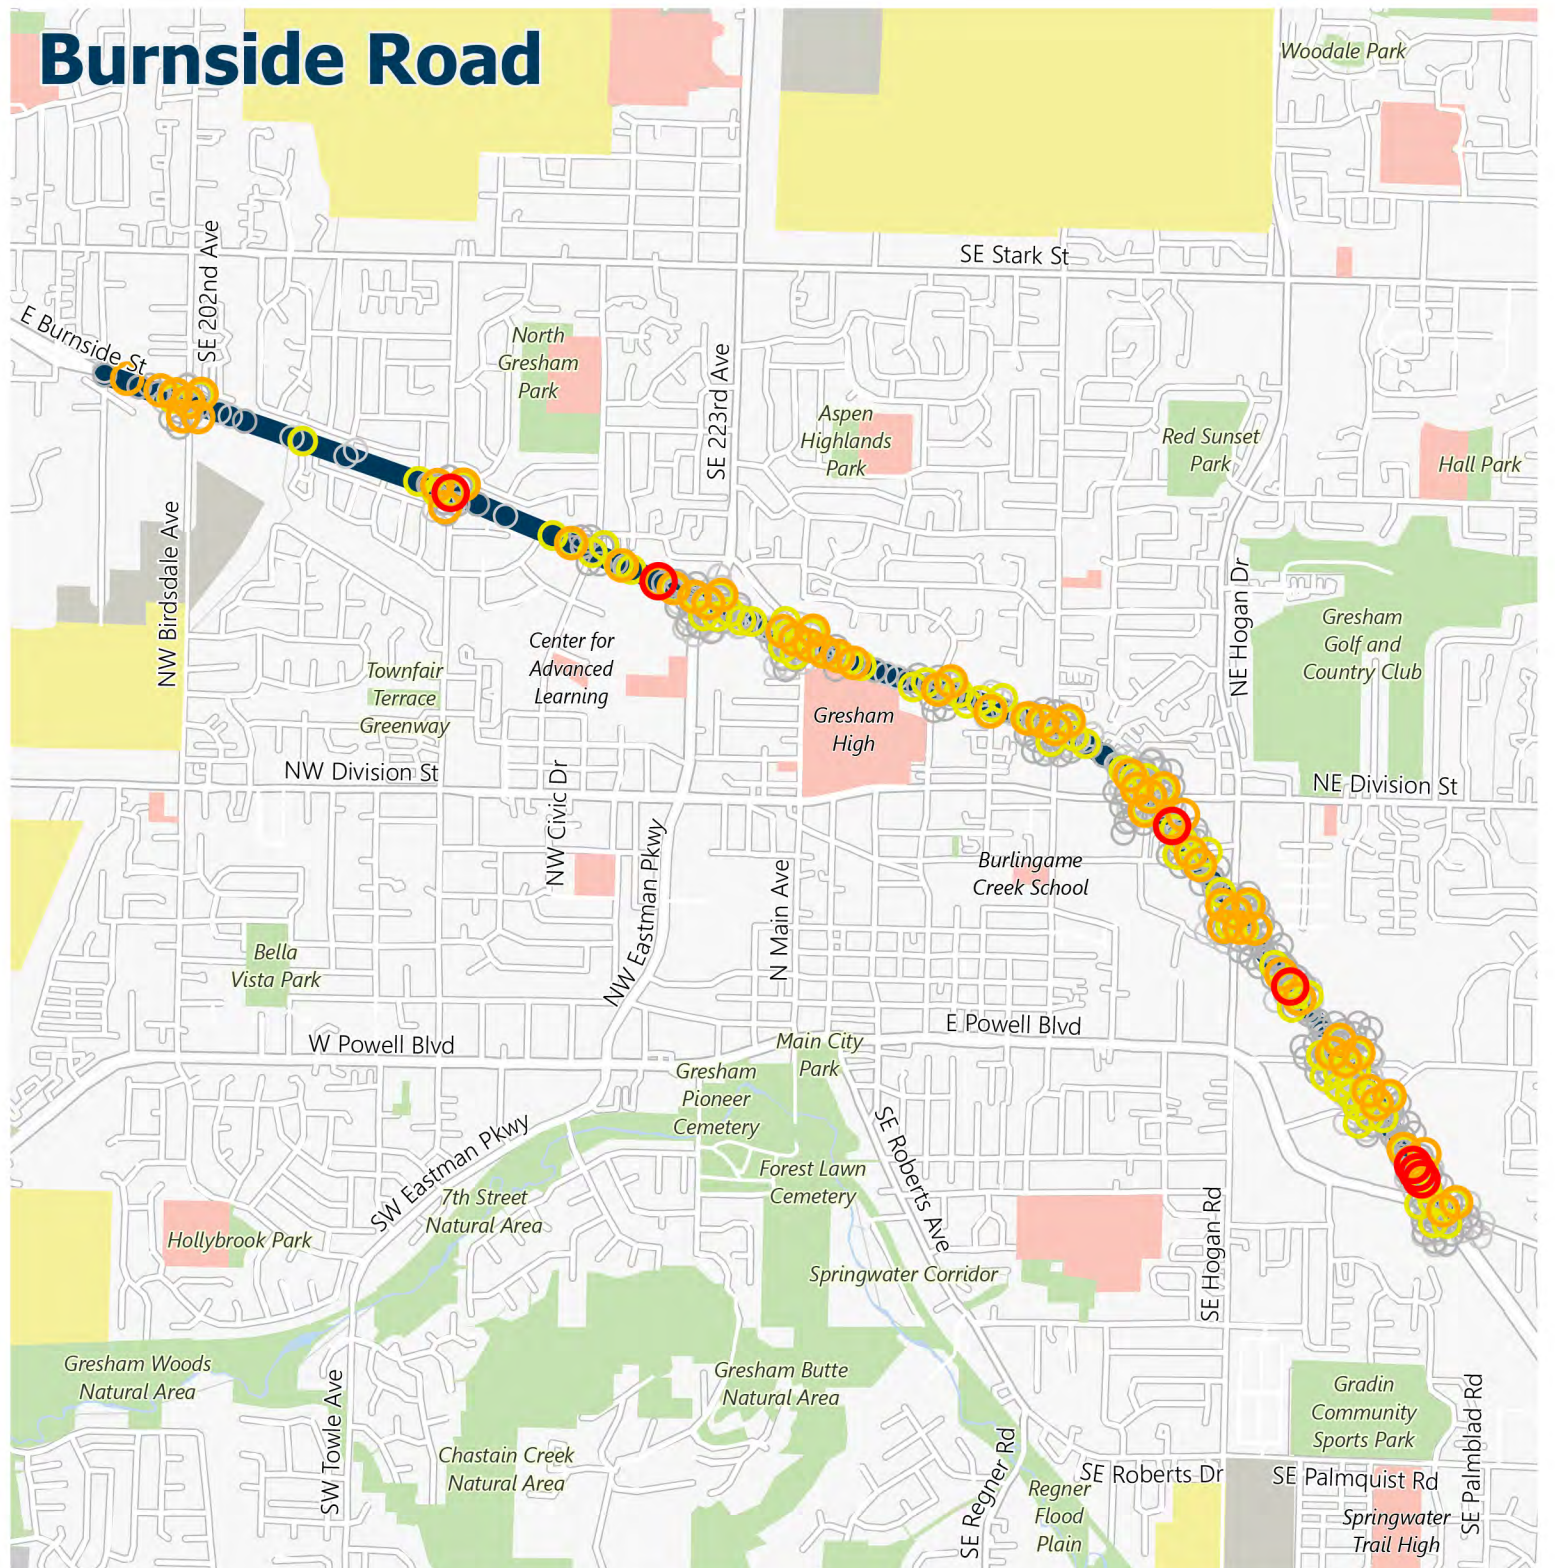 Burnside Road
Woodale Park
SE Stark St
SE 202nd Ave
E Burnside St
North
Gresham
Park
SE 223rd Ave
Aspen
Highlands
Park
Red Sunset
Park
Hall Park
NW Birdsdale Ave
NE Hogan Dr
Gresham
Golf and
Country Club
Center for
Advanced
Learning
Townfair
Terrace
Greenway
Gresham
High
NW Division St
NE Division St
NW Civic Dr
NW Eastman Pkwy
N Main Ave
Burlingame
Creek School
Bella
Vista Park
E Powell Blvd
W Powell Blvd
Main City
Park
Gresham
Pioneer
Cemetery
SE Roberts Ave
SW Eastman Pkwy
Forest Lawn
Cemetery
7th Street
Natural Area
Hollybrook Park
SE Hogan Rd
Springwater Corridor
Gresham Woods
Natural Area
Gresham Butte
Natural Area
Gradin
Community
Sports Park
SW Towle Ave
SE Palmblad Rd
Chastain Creek
Natural Area
SE Regner Rd
SE Roberts Dr
SE Palmquist Rd
Regner
Flood
Plain
Springwater
Trail High